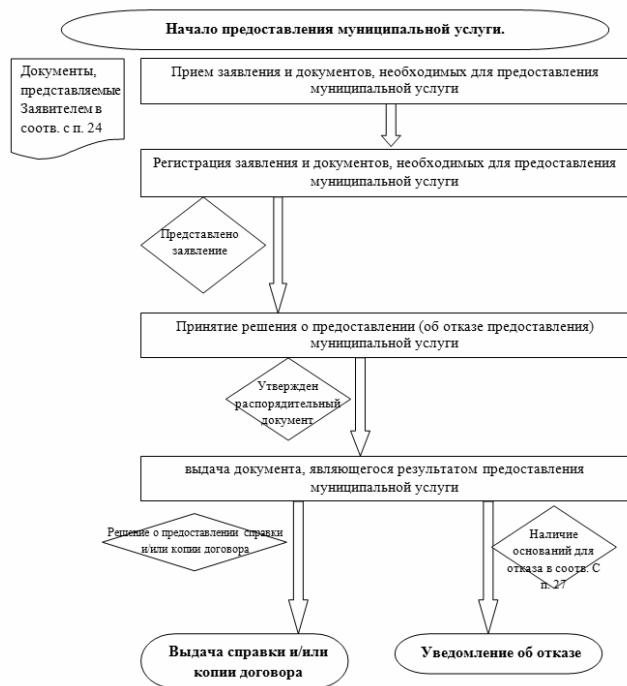 Начало предоставления муниципальной услуги.
Документы,
представляемые
Заявителем в
соотв. с п. 24
Прием заявления и документов, необходимых для предоставления
муниципальной услуги
Регистрация заявления и документов, необходимых для предоставления
муниципальной услуги
Представлено
заявление
Принятие решения о предоставлении (об отказе предоставления)
муниципальной услуги
Утвержден
распорядительный
документ
выдача документа, являющегося результатом предоставления
муниципальной услуги
Решение о предоставлении справки
и/или копии договора
Наличие
оснований для
отказа в соотв. С
п. 27
Выдача справки и/или
копии договора
Уведомление об отказе